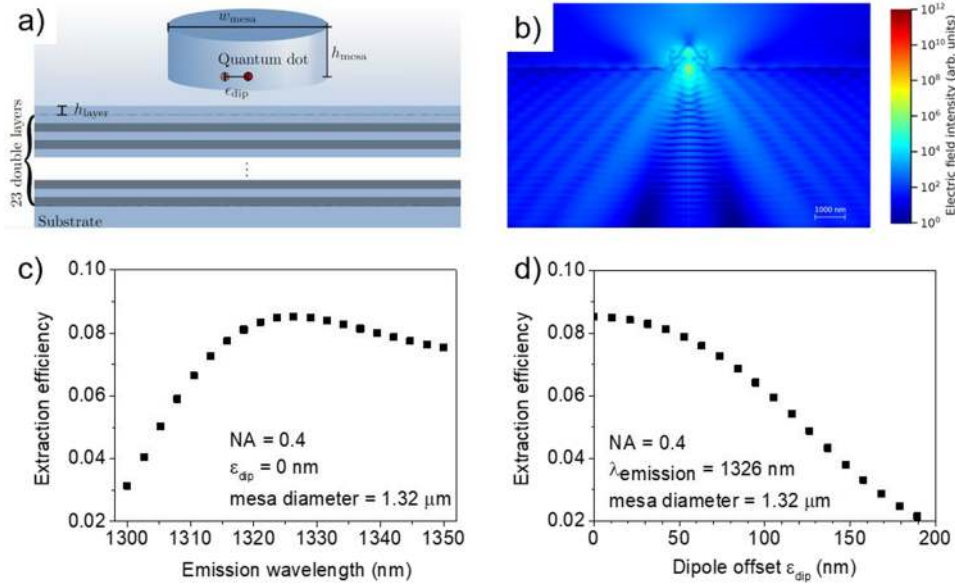 a)
w_mesa
Quantum dot
h_mesa
ϵ_dip
h_layer
23 double layers
⋮
Substrate
b)
1000 nm
10^12
10^10
10^8
10^6
10^4
10^2
10^0
Electric field intensity (arb. units)
c)
0.10
0.08
0.06
0.04
0.02
Extraction efficiency
NA = 0.4
ε_dip = 0 nm
mesa diameter = 1.32 μm
1300 1310 1320 1330 1340 1350
Emission wavelength (nm)
d)
0.10
0.08
0.06
0.04
0.02
Extraction efficiency
NA = 0.4
λ_emission = 1326 nm
mesa diameter = 1.32 μm
0 50 100 150 200
Dipole offset ε_dip (nm)